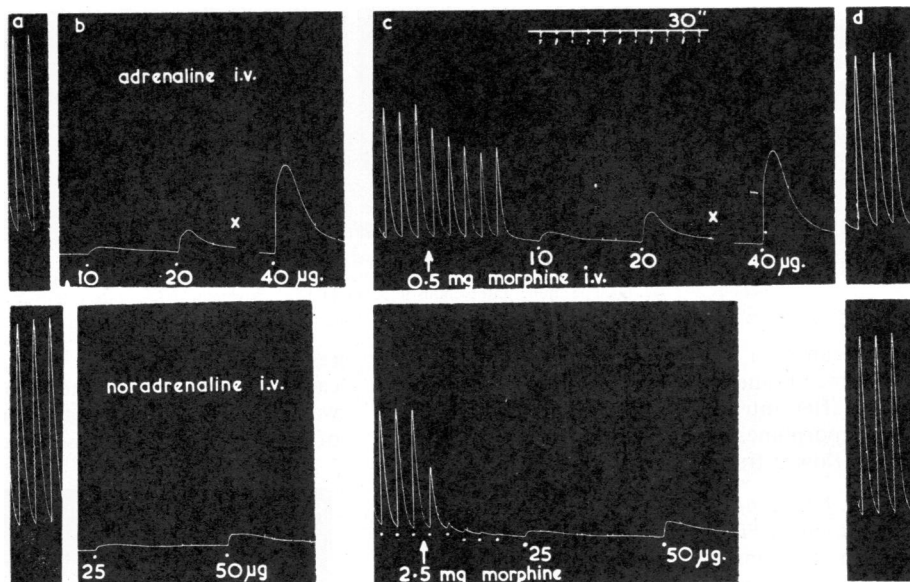 a
b
c
d
30"
adrenaline i.v.
x
x
10
20
40 µg.
10
20
40 µg.
0.5 mg morphine i.v.
noradrenaline i.v.
25
50 µg
25
50 µg.
2.5 mg morphine